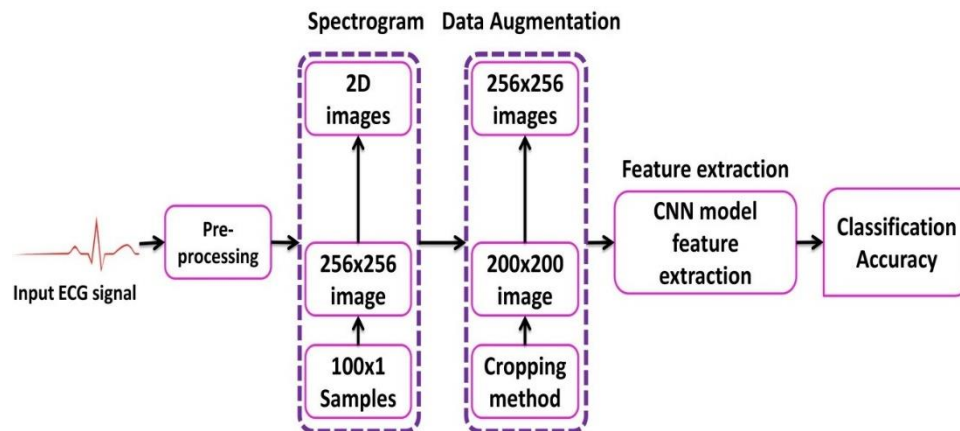 Spectrogram
Data Augmentation
2D
images
256x256
images
Feature extraction
Pre-
processing
256x256
image
200x200
image
CNN model
feature
extraction
Classification
Accuracy
Input ECG signal
100x1
Samples
Cropping
method